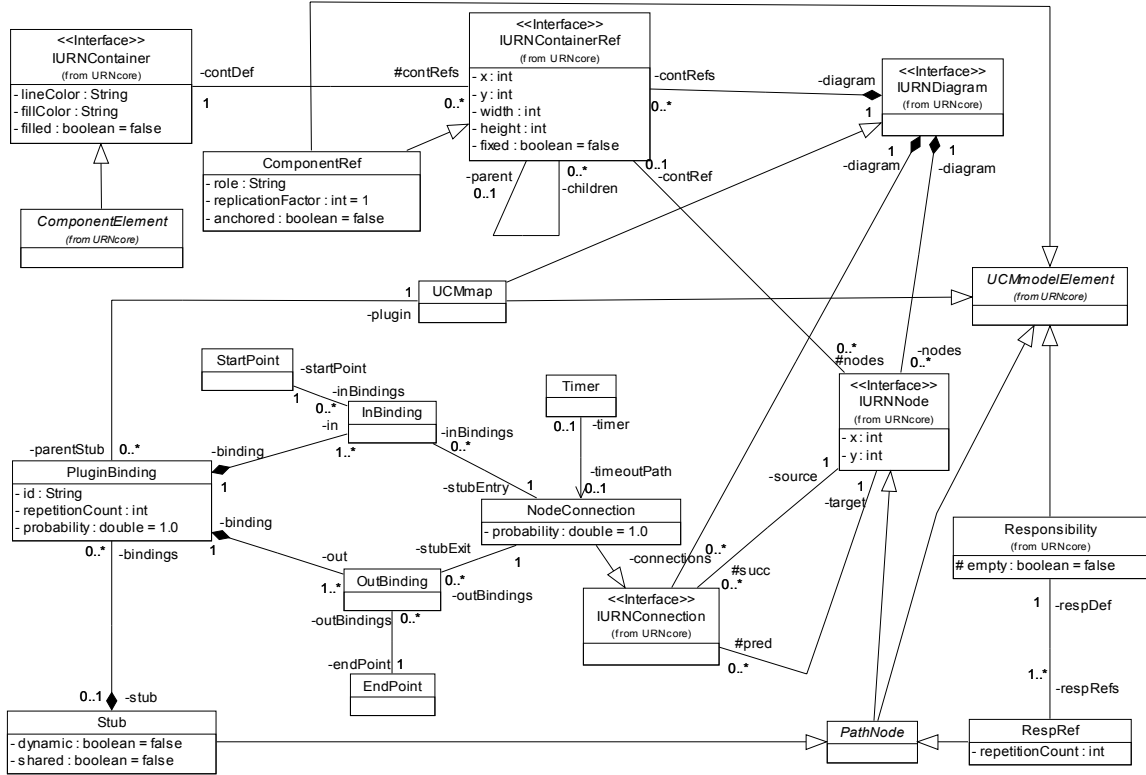 <<Interface>>
IURNContainer
(from URNcore)
- lineColor : String
- fillColor : String
- filled : boolean = false
-contDef
1
#contRefs
0..*
<<Interface>>
IURNContainerRef
(from URNcore)
- x : int
- y : int
- width : int
- height : int
- fixed : boolean = false
-contRefs
0..*
-diagram
1
<<Interface>>
IURNDiagram
(from URNcore)
ComponentRef
- role : String
- replicationFactor : int = 1
- anchored : boolean = false
-parent
0..1
0..*
-children
0..1
-contRef
1
-diagram
1
-diagram
ComponentElement
(from URNcore)
UCMmap
1
-plugin
UCMmodelElement
(from URNcore)
StartPoint
-startPoint
1
-inBindings
0..*
InBinding
-in
1..*
-inBindings
0..*
Timer
0..1
-timer
-timeoutPath
0..1
0..*
#nodes
-nodes
0..*
<<Interface>>
IURNNode
(from URNcore)
- x : int
- y : int
-parentStub
0..*
-binding
1
PluginBinding
- id : String
- repetitionCount : int
- probability : double = 1.0
-binding
1
0..*
-bindings
1
-stubEntry
NodeConnection
- probability : double = 1.0
-stubExit
1
-out
1..*
OutBinding
0..*
-outBindings
-outBindings
0..*
-endPoint
1
EndPoint
-source
1
1
-target
-connections
0..*
#succ
0..*
<<Interface>>
IURNConnection
(from URNcore)
#pred
0..*
Responsibility
(from URNcore)
# empty : boolean = false
1
-respDef
1..*
-respRefs
0..1
-stub
Stub
- dynamic : boolean = false
- shared : boolean = false
PathNode
RespRef
- repetitionCount : int